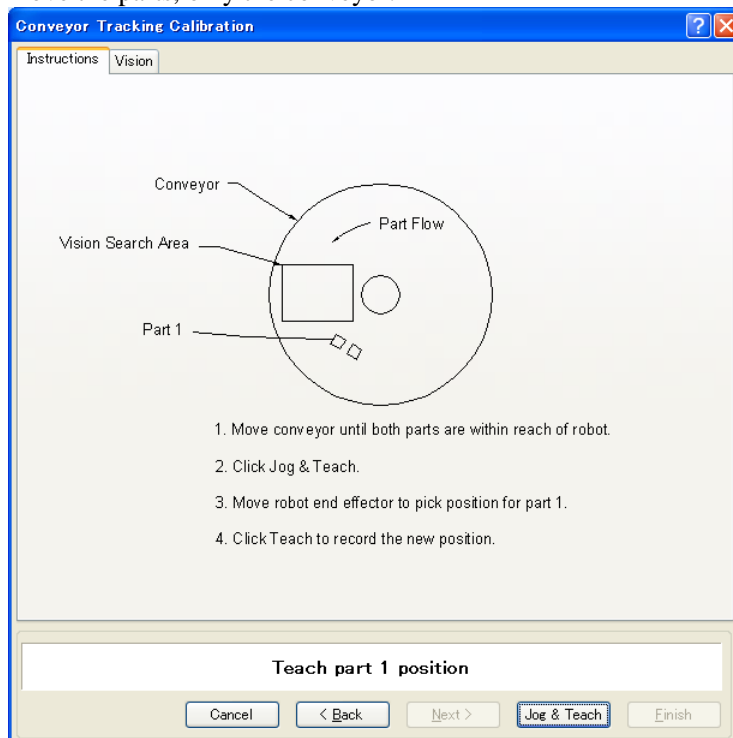 Conveyor Tracking Calibration
Instructions
Vision
Conveyor
Part Flow
Vision Search Area
Part 1
1. Move conveyor until both parts are within reach of robot.
2. Click Jog & Teach.
3. Move robot end effector to pick position for part 1.
4. Click Teach to record the new position.
Teach part 1 position
Cancel
< Back
Next >
Jog & Teach
Finish